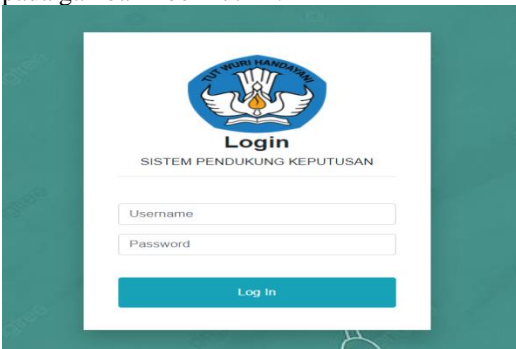 TUT WURI HANDAYANI
Login
SISTEM PENDUKUNG KEPUTUSAN
Username
Password
Log In